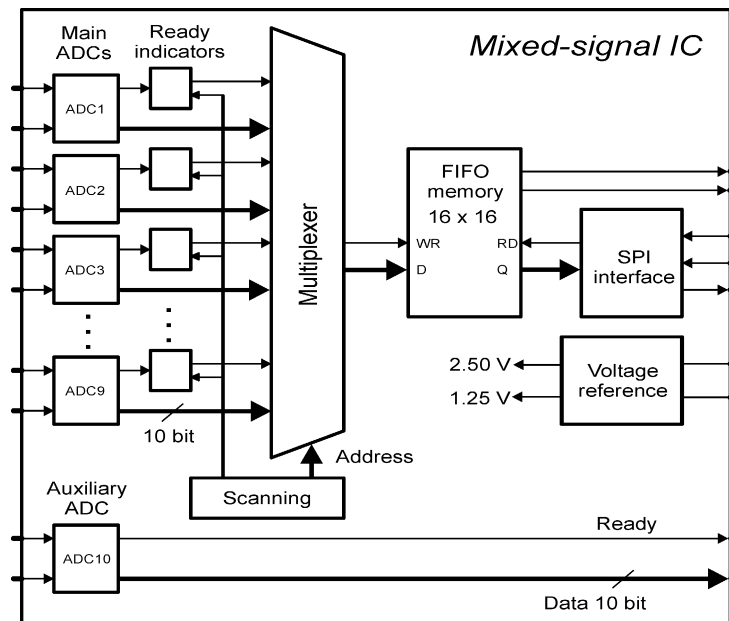 Main
ADCs
Ready
indicators
Mixed-signal IC
ADC1
ADC2
ADC3
ADC9
10 bit
Multiplexer
FIFO
memory
16 x 16
WR
RD
D
Q
SPI
interface
2.50 V
1.25 V
Voltage
reference
Address
Scanning
Auxiliary
ADC
ADC10
Ready
Data 10 bit